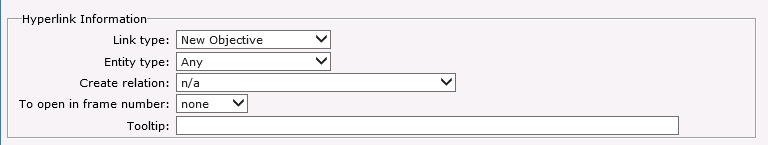 Hyperlink Information
Link type: New Objective
Entity type: Any
Create relation: n/a
To open in frame number: none
Tooltip: